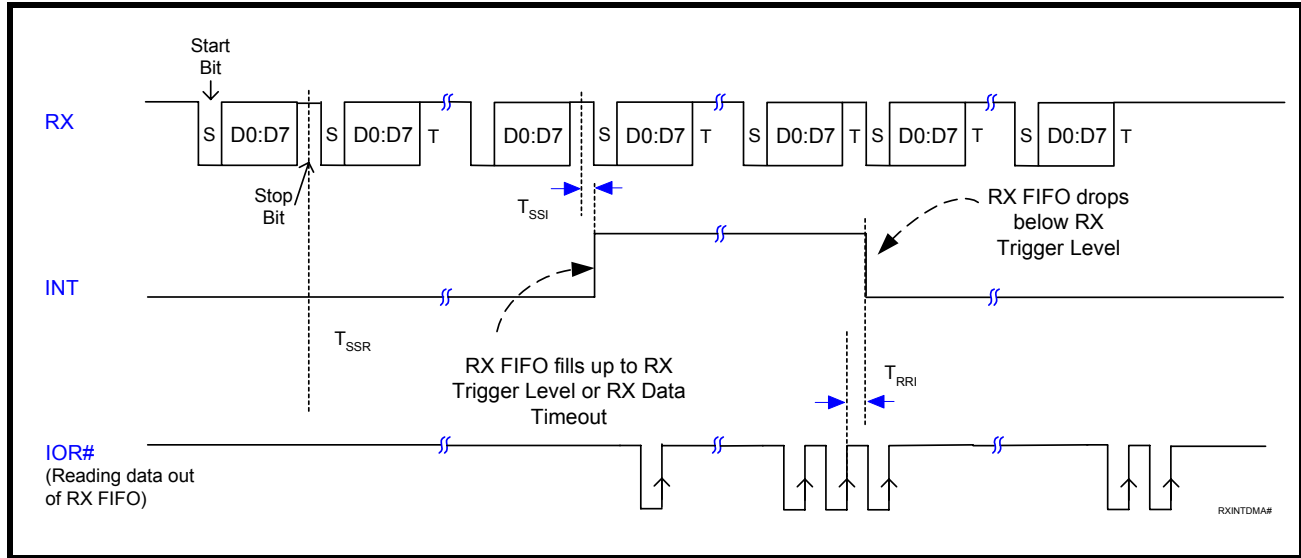 Start
Bit
RX
S D0:D7 S D0:D7 T D0:D7 S D0:D7 T S D0:D7 T S D0:D7 T S D0:D7 T
Stop
Bit
TSSI
RX FIFO drops
below RX
Trigger Level
INT
TSSR
RX FIFO fills up to RX
Trigger Level or RX Data
Timeout
TRRI
IOR#
(Reading data out
of RX FIFO)
RXINTDMA#